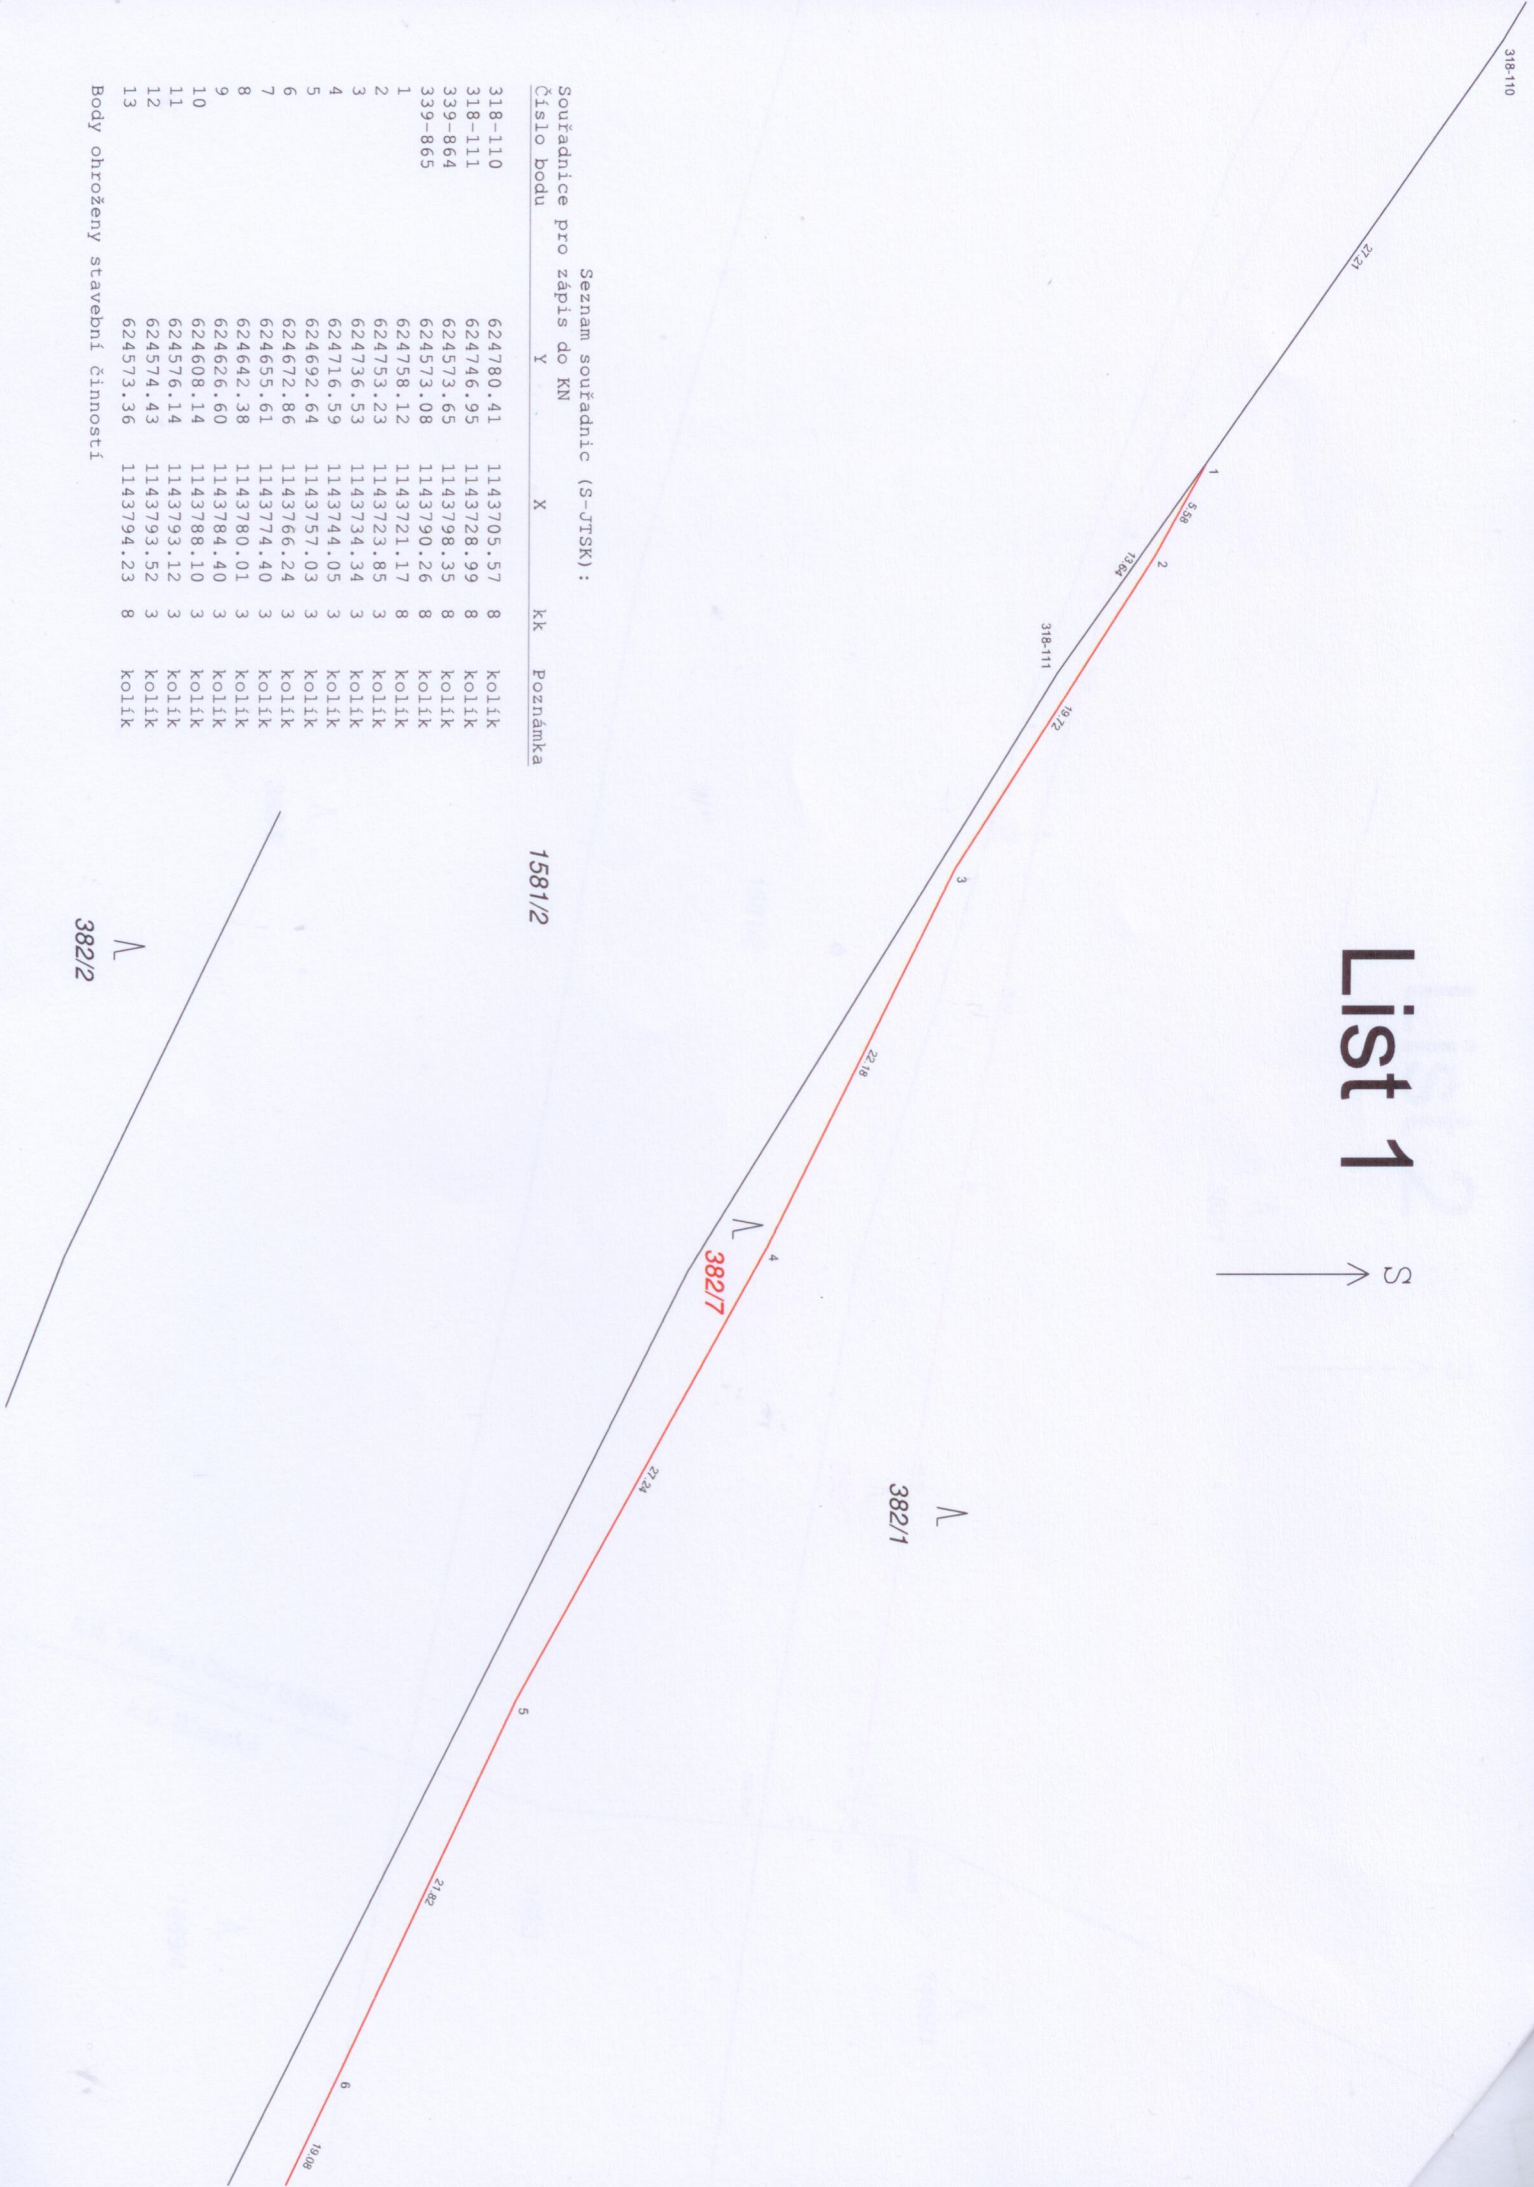 List 1
S
318-110
27.21
1
5.58
2
13.64
318-111
19.72
3
22.18
4
382/7
27.24
382/1
5
21.82
6
19.08
1581/2
382/2
Seznam souřadnic (S-JTSK):
Souřadnice pro zápis do KN
Číslo bodu Y X kk Poznámka
318-110 624780.41 1143705.57 8 kolík
318-111 624746.95 1143728.99 8 kolík
339-864 624573.65 1143798.35 8 kolík
339-865 624573.08 1143790.26 8 kolík
1 624758.12 1143721.17 8 kolík
2 624753.23 1143723.85 3 kolík
3 624736.53 1143734.34 3 kolík
4 624716.59 1143744.05 3 kolík
5 624692.64 1143757.03 3 kolík
6 624672.86 1143766.24 3 kolík
7 624655.61 1143774.40 3 kolík
8 624642.38 1143780.01 3 kolík
9 624626.60 1143784.40 3 kolík
10 624608.14 1143788.10 3 kolík
11 624576.14 1143793.12 3 kolík
12 624574.43 1143793.52 3 kolík
13 624573.36 1143794.23 8 kolík
Body ohroženy stavební činností